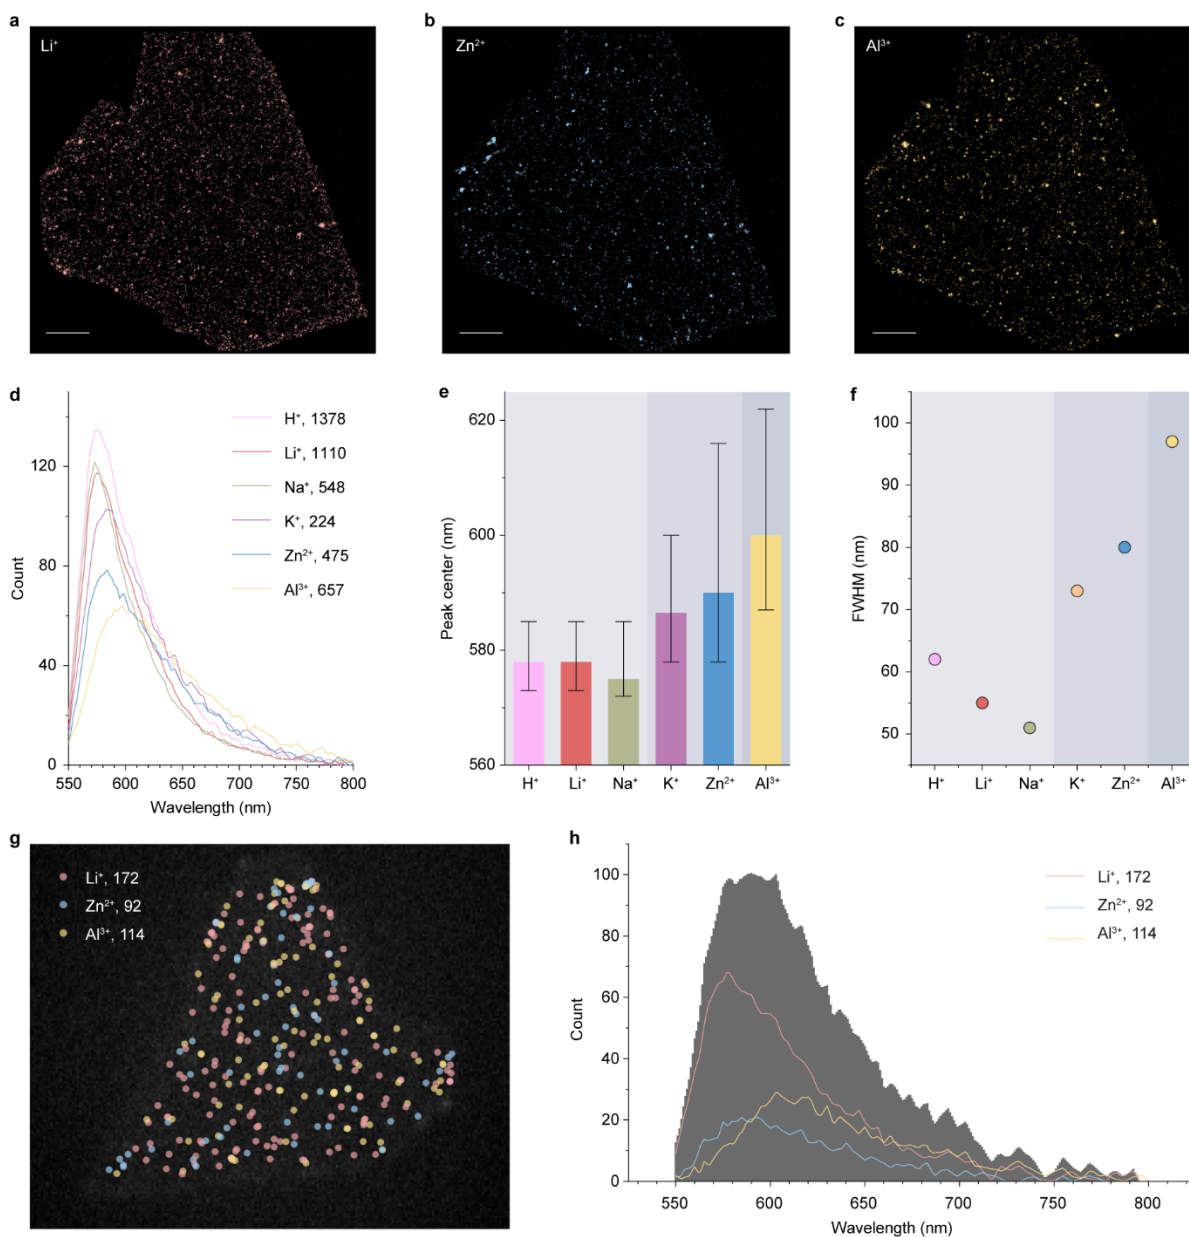 a
b
c
Li⁺
Zn²⁺
Al³⁺
d
e
f
H⁺, 1378
Li⁺, 1110
Na⁺, 548
K⁺, 224
Zn²⁺, 475
Al³⁺, 657
120
80
40
0
Count
550 600 650 700 750 800
Wavelength (nm)
620
600
580
560
Peak center (nm)
H⁺ Li⁺ Na⁺ K⁺ Zn²⁺ Al³⁺
100
90
80
70
60
50
FWHM (nm)
H⁺ Li⁺ Na⁺ K⁺ Zn²⁺ Al³⁺
g
Li⁺, 172
Zn²⁺, 92
Al³⁺, 114
h
Li⁺, 172
Zn²⁺, 92
Al³⁺, 114
100
80
60
40
20
0
Count
550 600 650 700 750 800
Wavelength (nm)